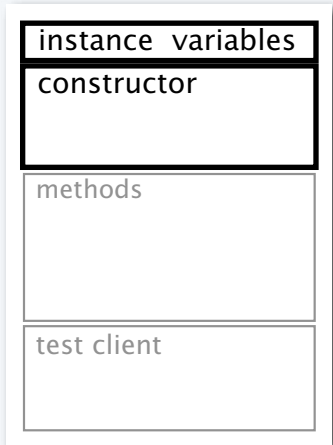 instance variables
constructor
methods
test client